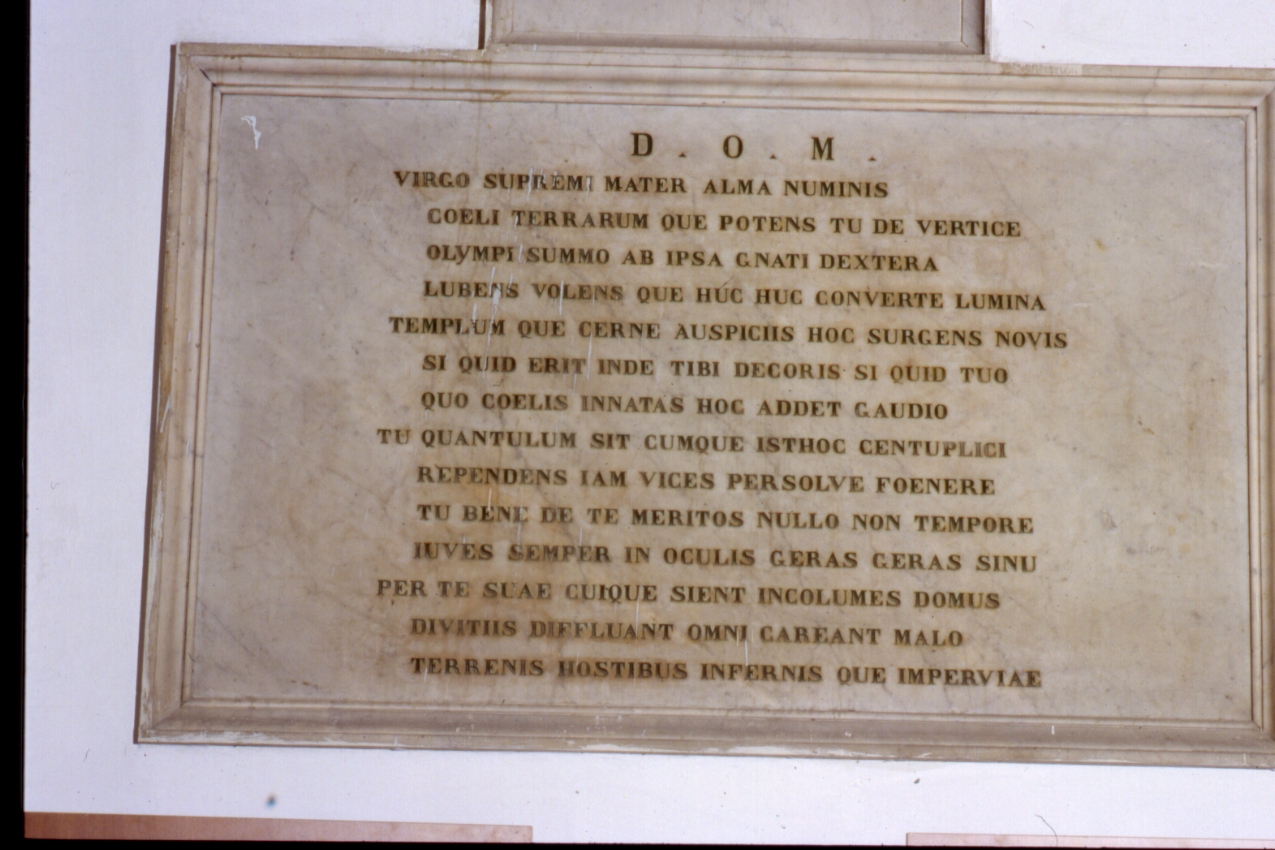 D . O . M .
VIRGO SUPREMI MATER ALMA NUMINIS
COELI TERRARUM QUE POTENS TU DE VERTICE
OLYMPI SUMMO AB IPSA GNATI DEXTERA
LUBENS VOLENS QUE HÚC HUC CONVERTE LUMINA
TEMPLUM QUE CERNE AUSPICIIS HOC SURGENS NOVIS
SI QUID ERIT INDE TIBI DECORIS SI QUID TUO
QUO COELIS INNATAS HOC ADDET GAUDIO
TU QUANTULUM SIT CUMQUE ISTHOC CENTUPLICI
REPENDENS IAM VICES PERSOLVE FOENERE
TU BENE DE TE MERITOS NULLO NON TEMPORE
IUVES SEMPER IN OCULIS GERAS GERAS SINU
PER TE SUAE CUIQUE SIENT INCOLUMES DOMUS
DIVITIIS DIFFLUANT OMNI CAREANT MALO
TERRENIS HOSTIBUS INFERNIS QUE IMPERVIAE